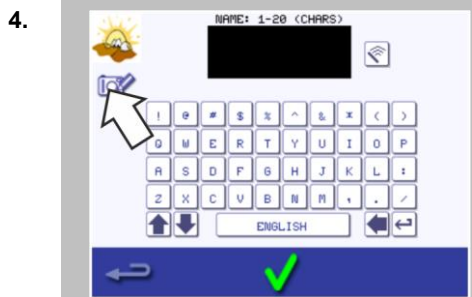 4.
NAME: 1-20 (CHARS)
! @ # $ % ^ & * ( )
Q W E R T Y U I O P
A S D F G H J K L :
Z X C V B N M , . /
ENGLISH